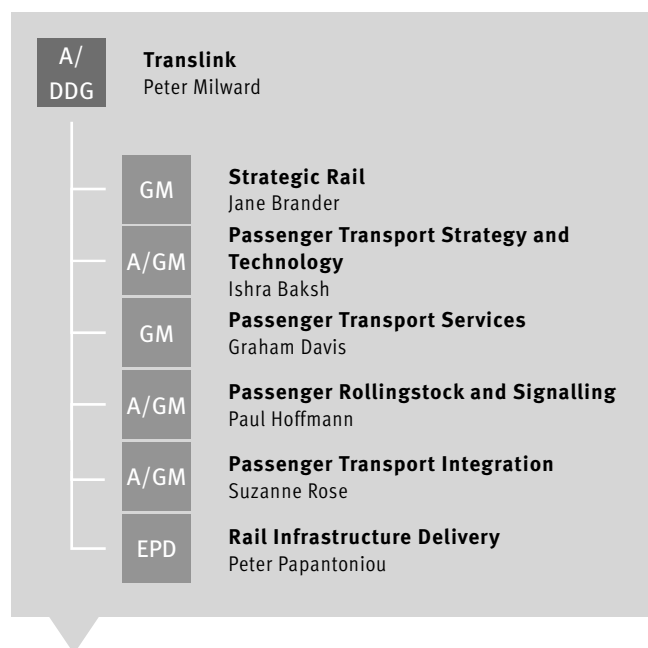 A/
DDG
Translink
Peter Milward
GM
Strategic Rail
Jane Brander
A/GM
Passenger Transport Strategy and
Technology
Ishra Baksh
GM
Passenger Transport Services
Graham Davis
A/GM
Passenger Rollingstock and Signalling
Paul Hoffmann
A/GM
Passenger Transport Integration
Suzanne Rose
EPD
Rail Infrastructure Delivery
Peter Papantoniou